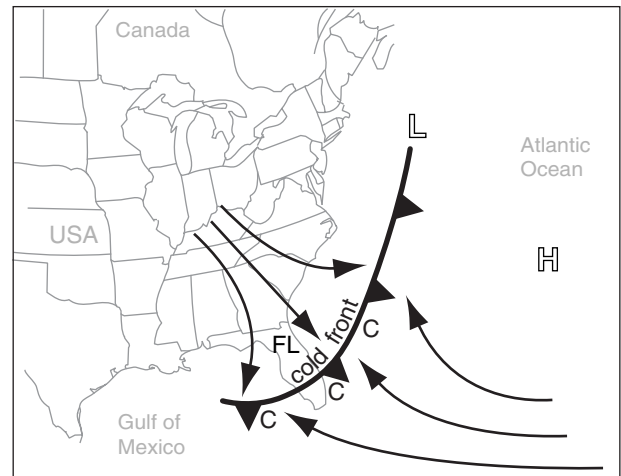 Canada
L
Atlantic
Ocean
USA
H
FL
cold front
C
C
C
Gulf of
Mexico